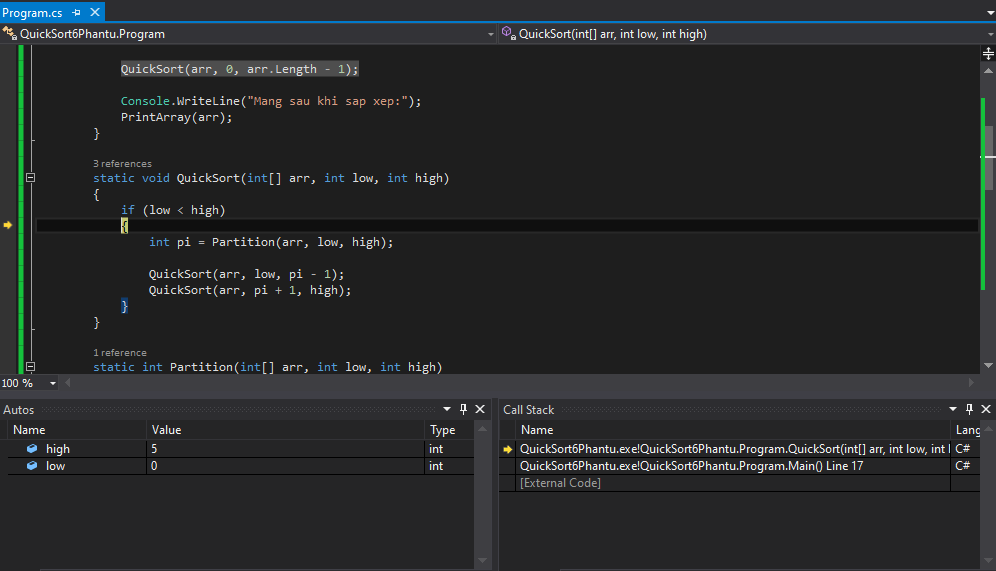 Program.cs
QuickSort6Phantu.Program
QuickSort(int[] arr, int low, int high)
QuickSort(arr, 0, arr.Length - 1);
Console.WriteLine("Mang sau khi sap xep:");
PrintArray(arr);
}
3 references
static void QuickSort(int[] arr, int low, int high)
{
if (low < high)
{
int pi = Partition(arr, low, high);
QuickSort(arr, low, pi - 1);
QuickSort(arr, pi + 1, high);
}
}
1 reference
static int Partition(int[] arr, int low, int high)
100 %
Autos
Name Value Type
high 5 int
low 0 int
Call Stack
Name Lang
QuickSort6Phantu.exe!QuickSort6Phantu.Program.QuickSort(int[] arr, int low, int C#
QuickSort6Phantu.exe!QuickSort6Phantu.Program.Main() Line 17 C#
[External Code]